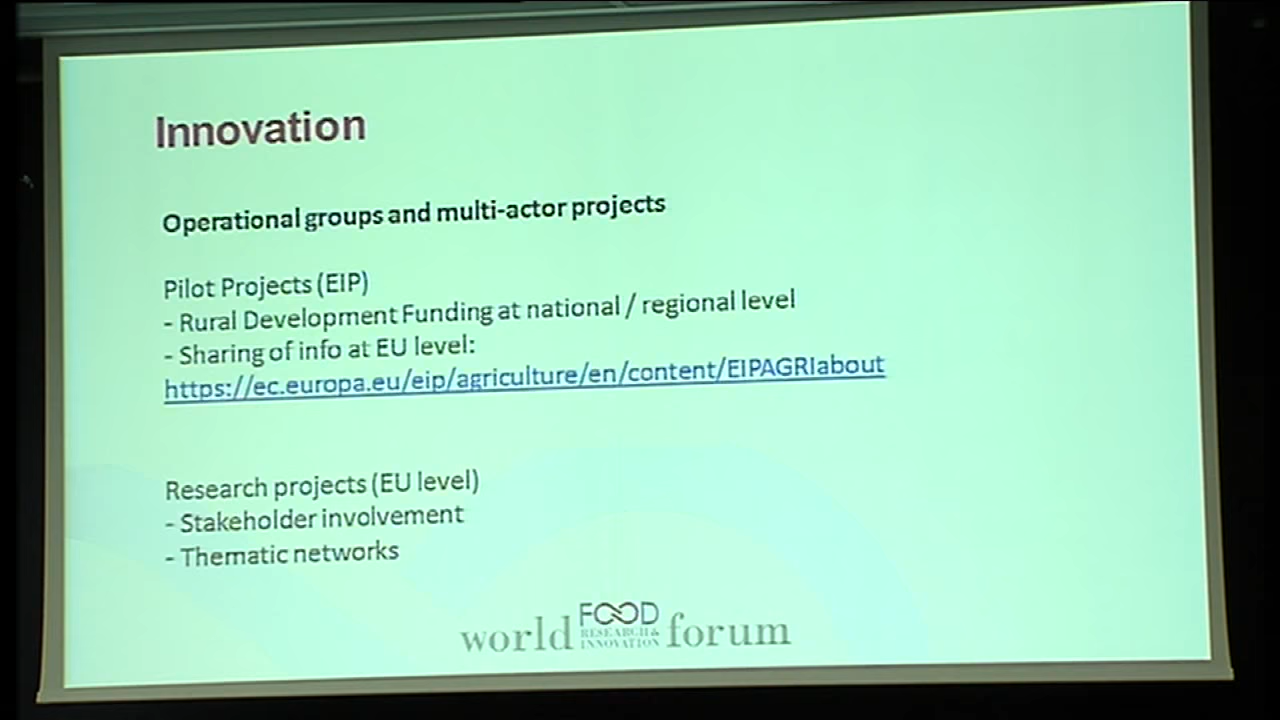 Innovation
Operational groups and multi-actor projects
Pilot Projects (EIP)
- Rural Development Funding at national / regional level
- Sharing of info at EU level:
https://ec.europa.eu/eip/agriculture/en/content/EIPAGRIabout
Research projects (EU level)
- Stakeholder involvement
- Thematic networks
world FOOD RESEARCH & INNOVATION forum